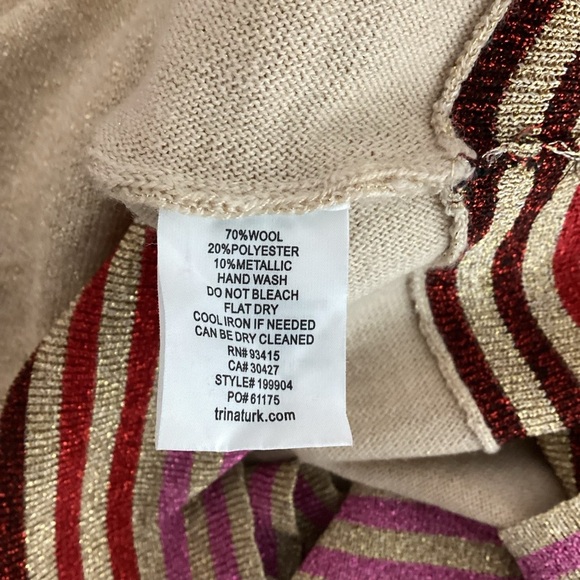 70%WOOL
20%POLYESTER
10%METALLIC
HAND WASH
DO NOT BLEACH
FLAT DRY
COOL IRON IF NEEDED
CAN BE DRY CLEANED
RN# 93415
CA# 30427
STYLE# 199904
PO# 61175
trinaturk.com